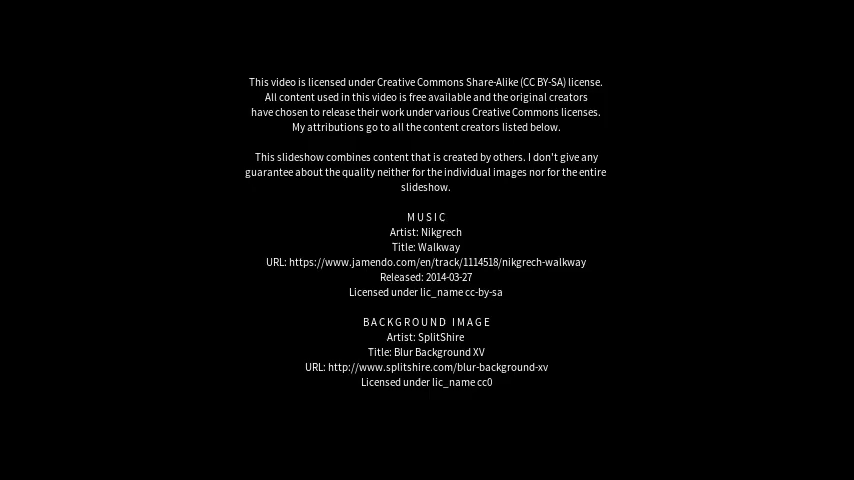 This video is licensed under Creative Commons Share-Alike (CC BY-SA) license.
All content used in this video is free available and the original creators
have chosen to release their work under various Creative Commons licenses.
My attributions go to all the content creators listed below.
This slideshow combines content that is created by others. I don't give any
guarantee about the quality neither for the individual images nor for the entire
slideshow.
MUSIC
Artist: Nikgrech
Title: Walkway
URL: https://www.jamendo.com/en/track/1114518/nikgrech-walkway
Released: 2014-03-27
Licensed under lic_name cc-by-sa
BACKGROUND IMAGE
Artist: SplitShire
Title: Blur Background XV
URL: http://www.splitshire.com/blur-background-xv
Licensed under lic_name cc0